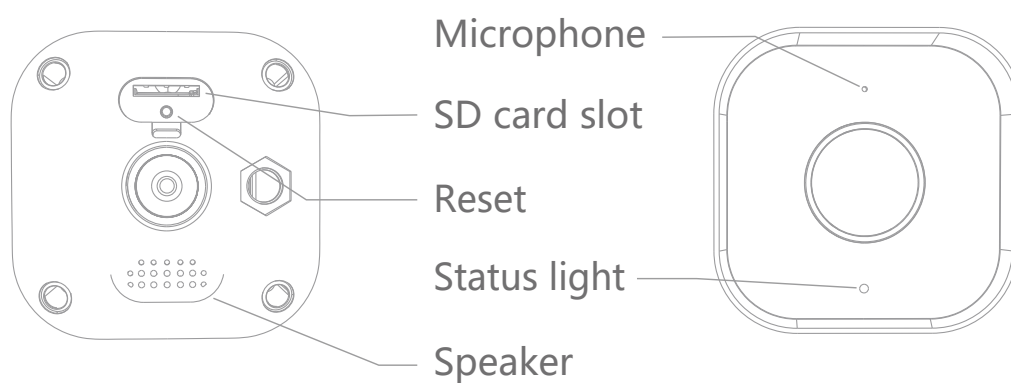 Microphone
SD card slot
Reset
Status light
Speaker